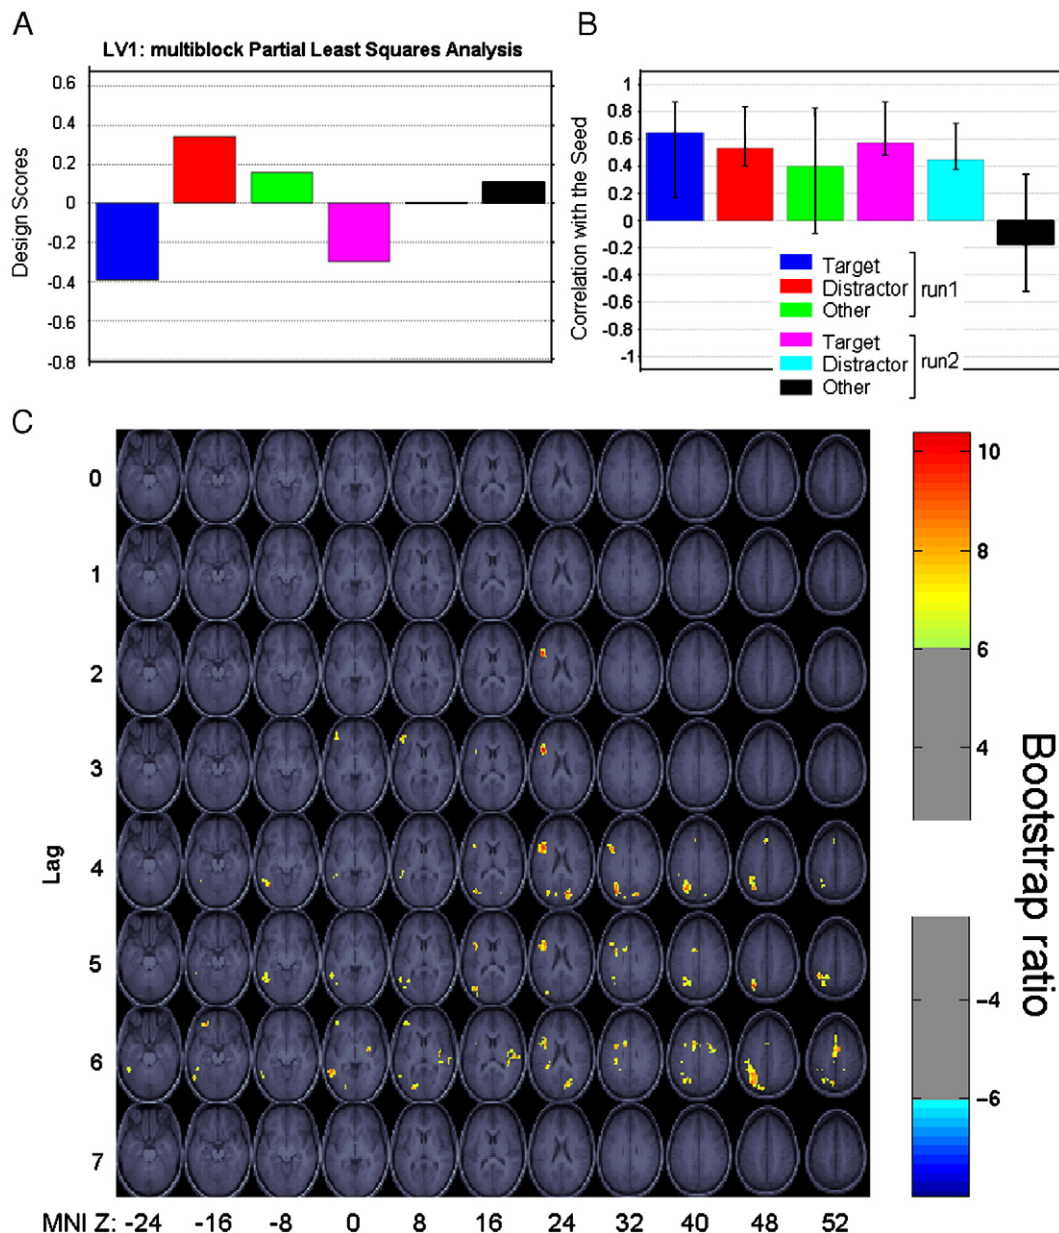 A
LV1: multiblock Partial Least Squares Analysis
Design Scores
0.6
0.4
0.2
0
-0.2
-0.4
-0.6
-0.8
B
Correlation with the Seed
1
0.8
0.6
0.4
0.2
0
-0.2
-0.4
-0.6
-0.8
-1
Target
Distractor
Other
run1
Target
Distractor
Other
run2
C
Lag
0
1
2
3
4
5
6
7
MNI Z: -24 -16 -8 0 8 16 24 32 40 48 52
10
8
6
4
-4
-6
Bootstrap ratio